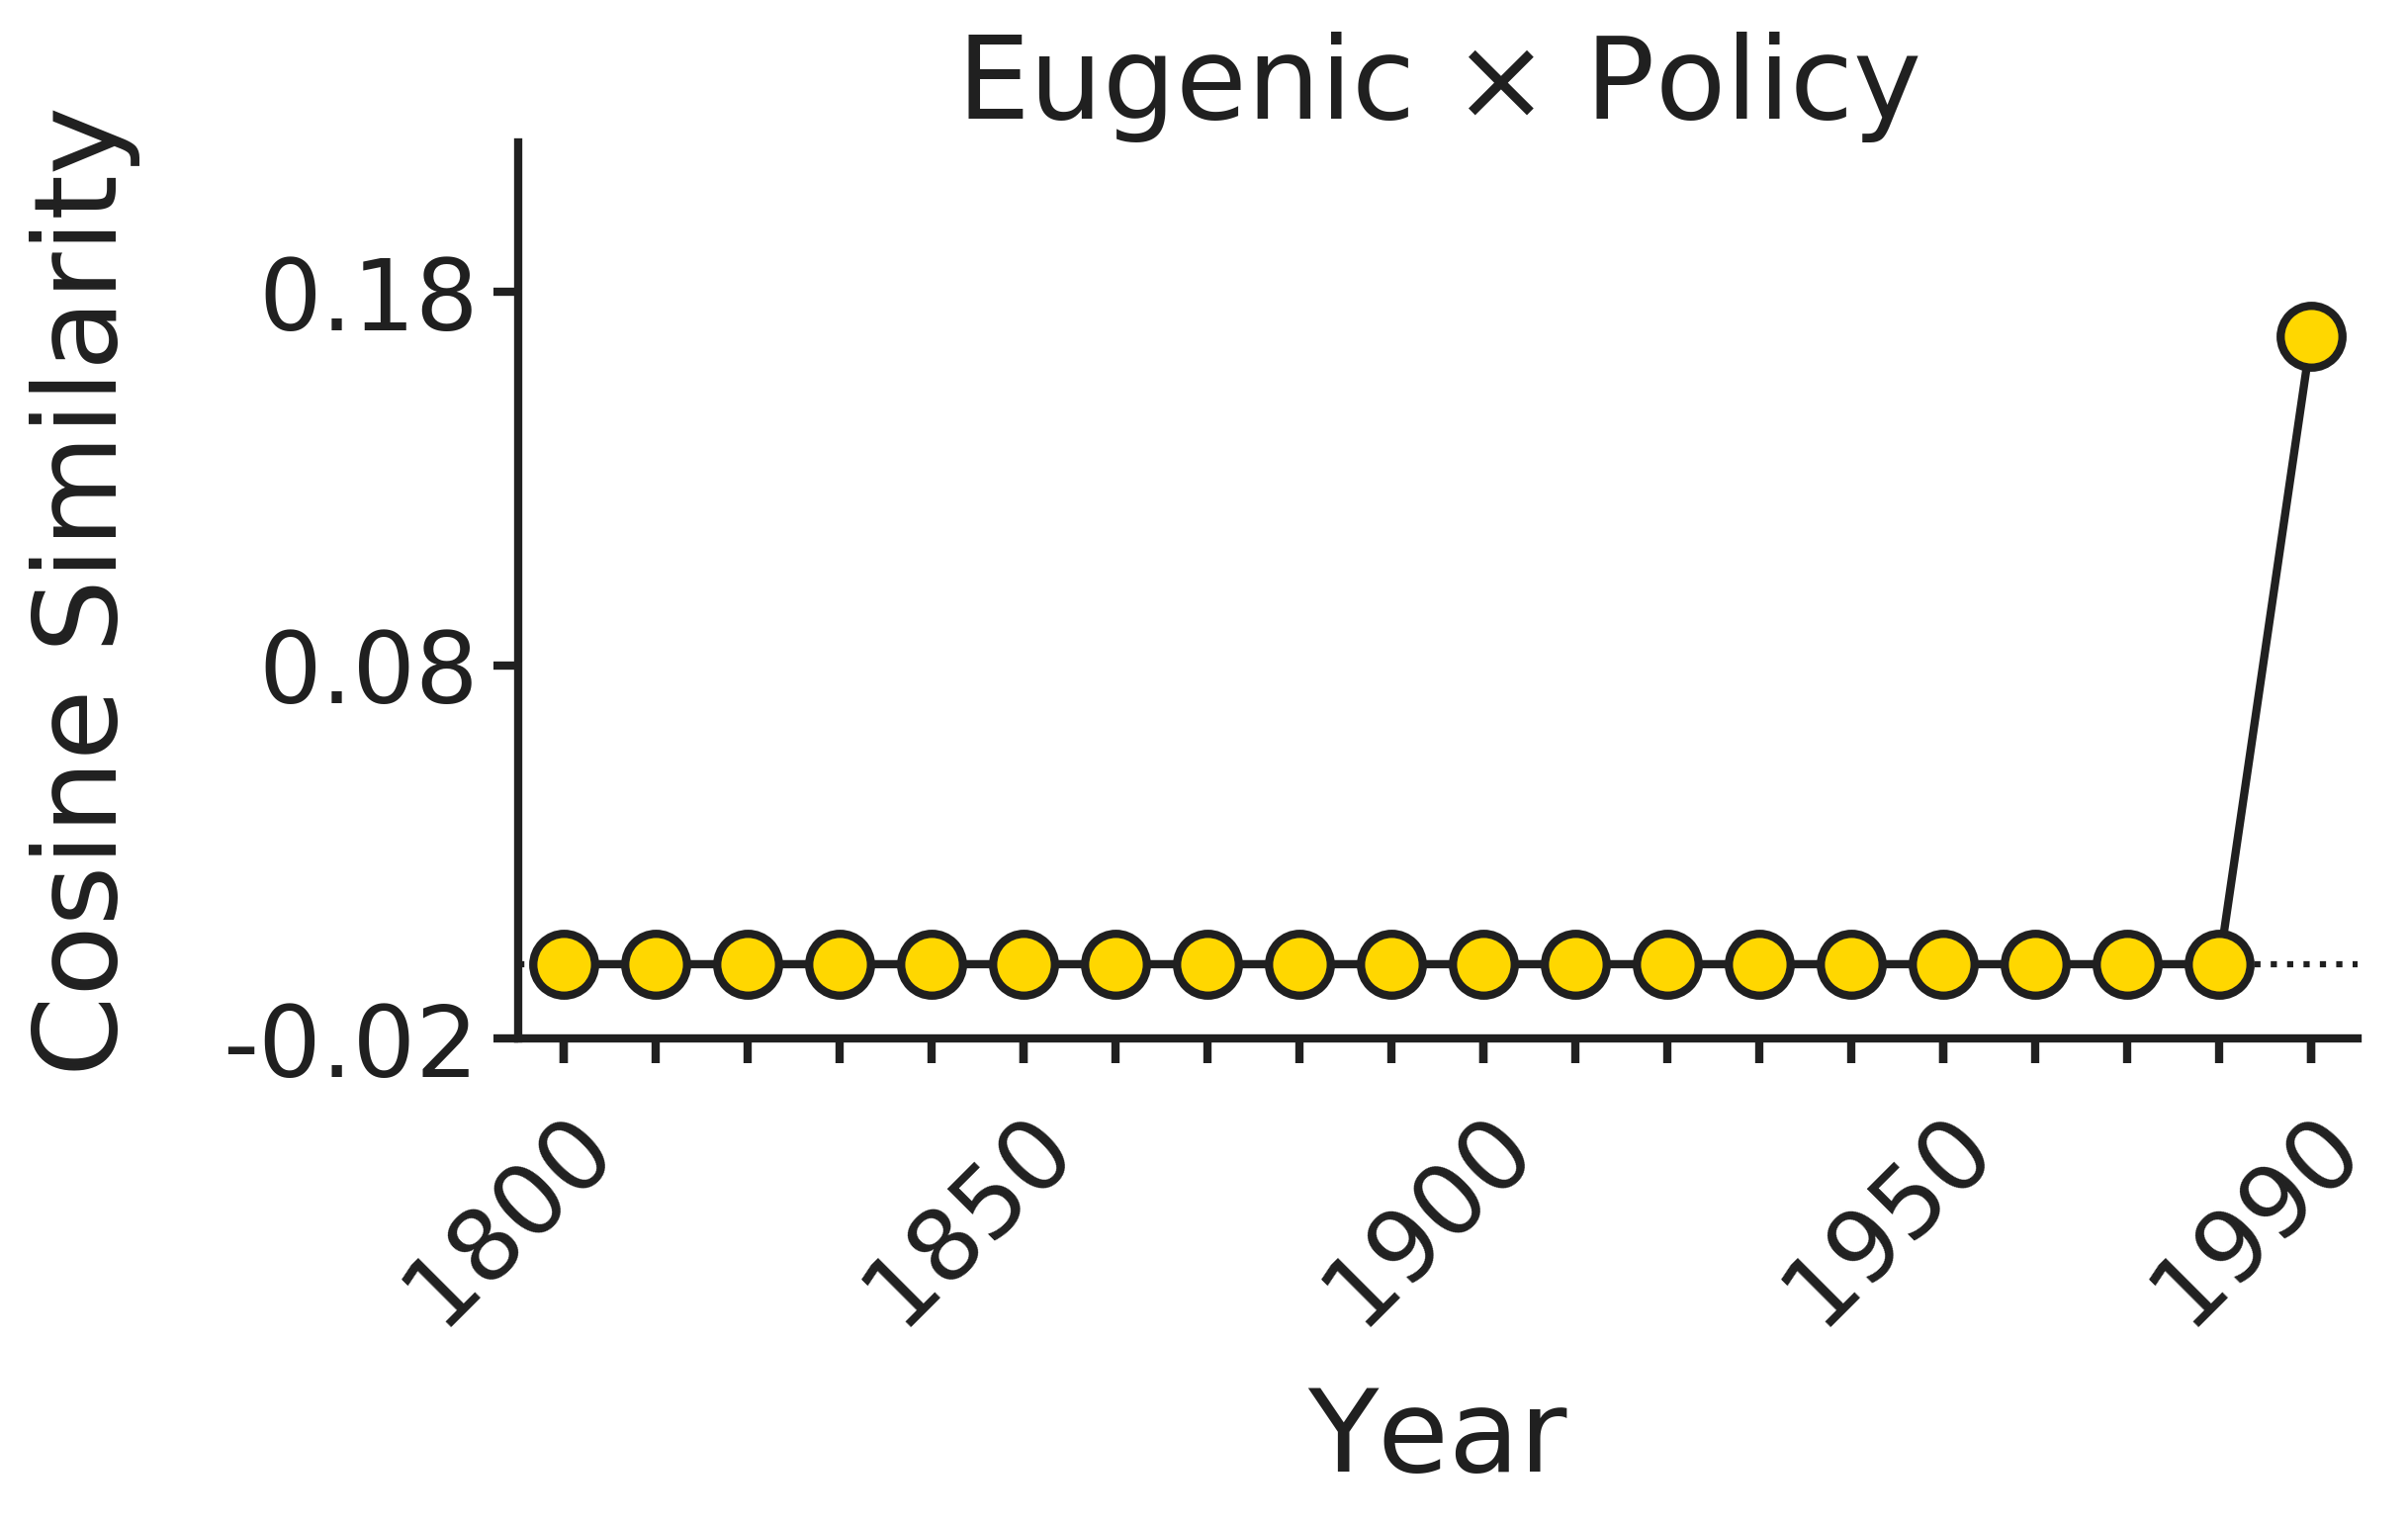 Eugenic × Policy
Cosine Similarity
0.18
0.08
-0.02
1800
1850
1900
1950
1990
Year